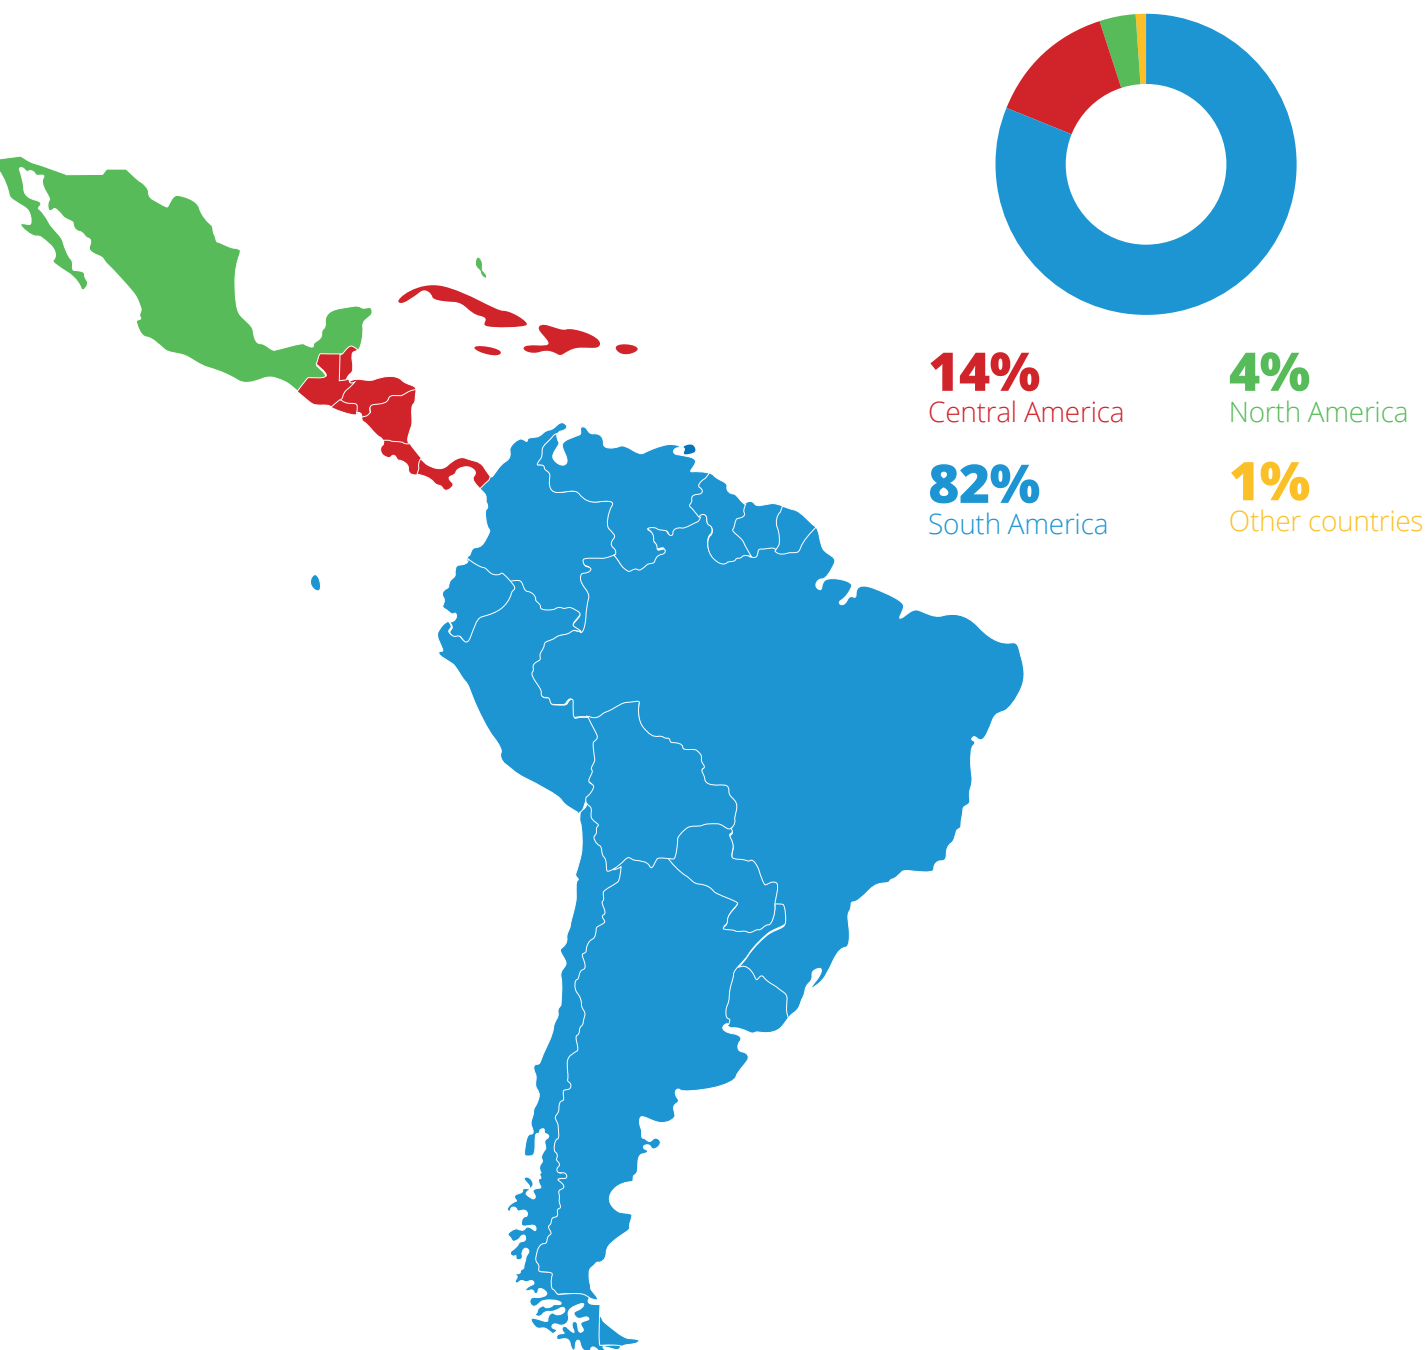 14%
Central America
4%
North America
82%
South America
1%
Other countries